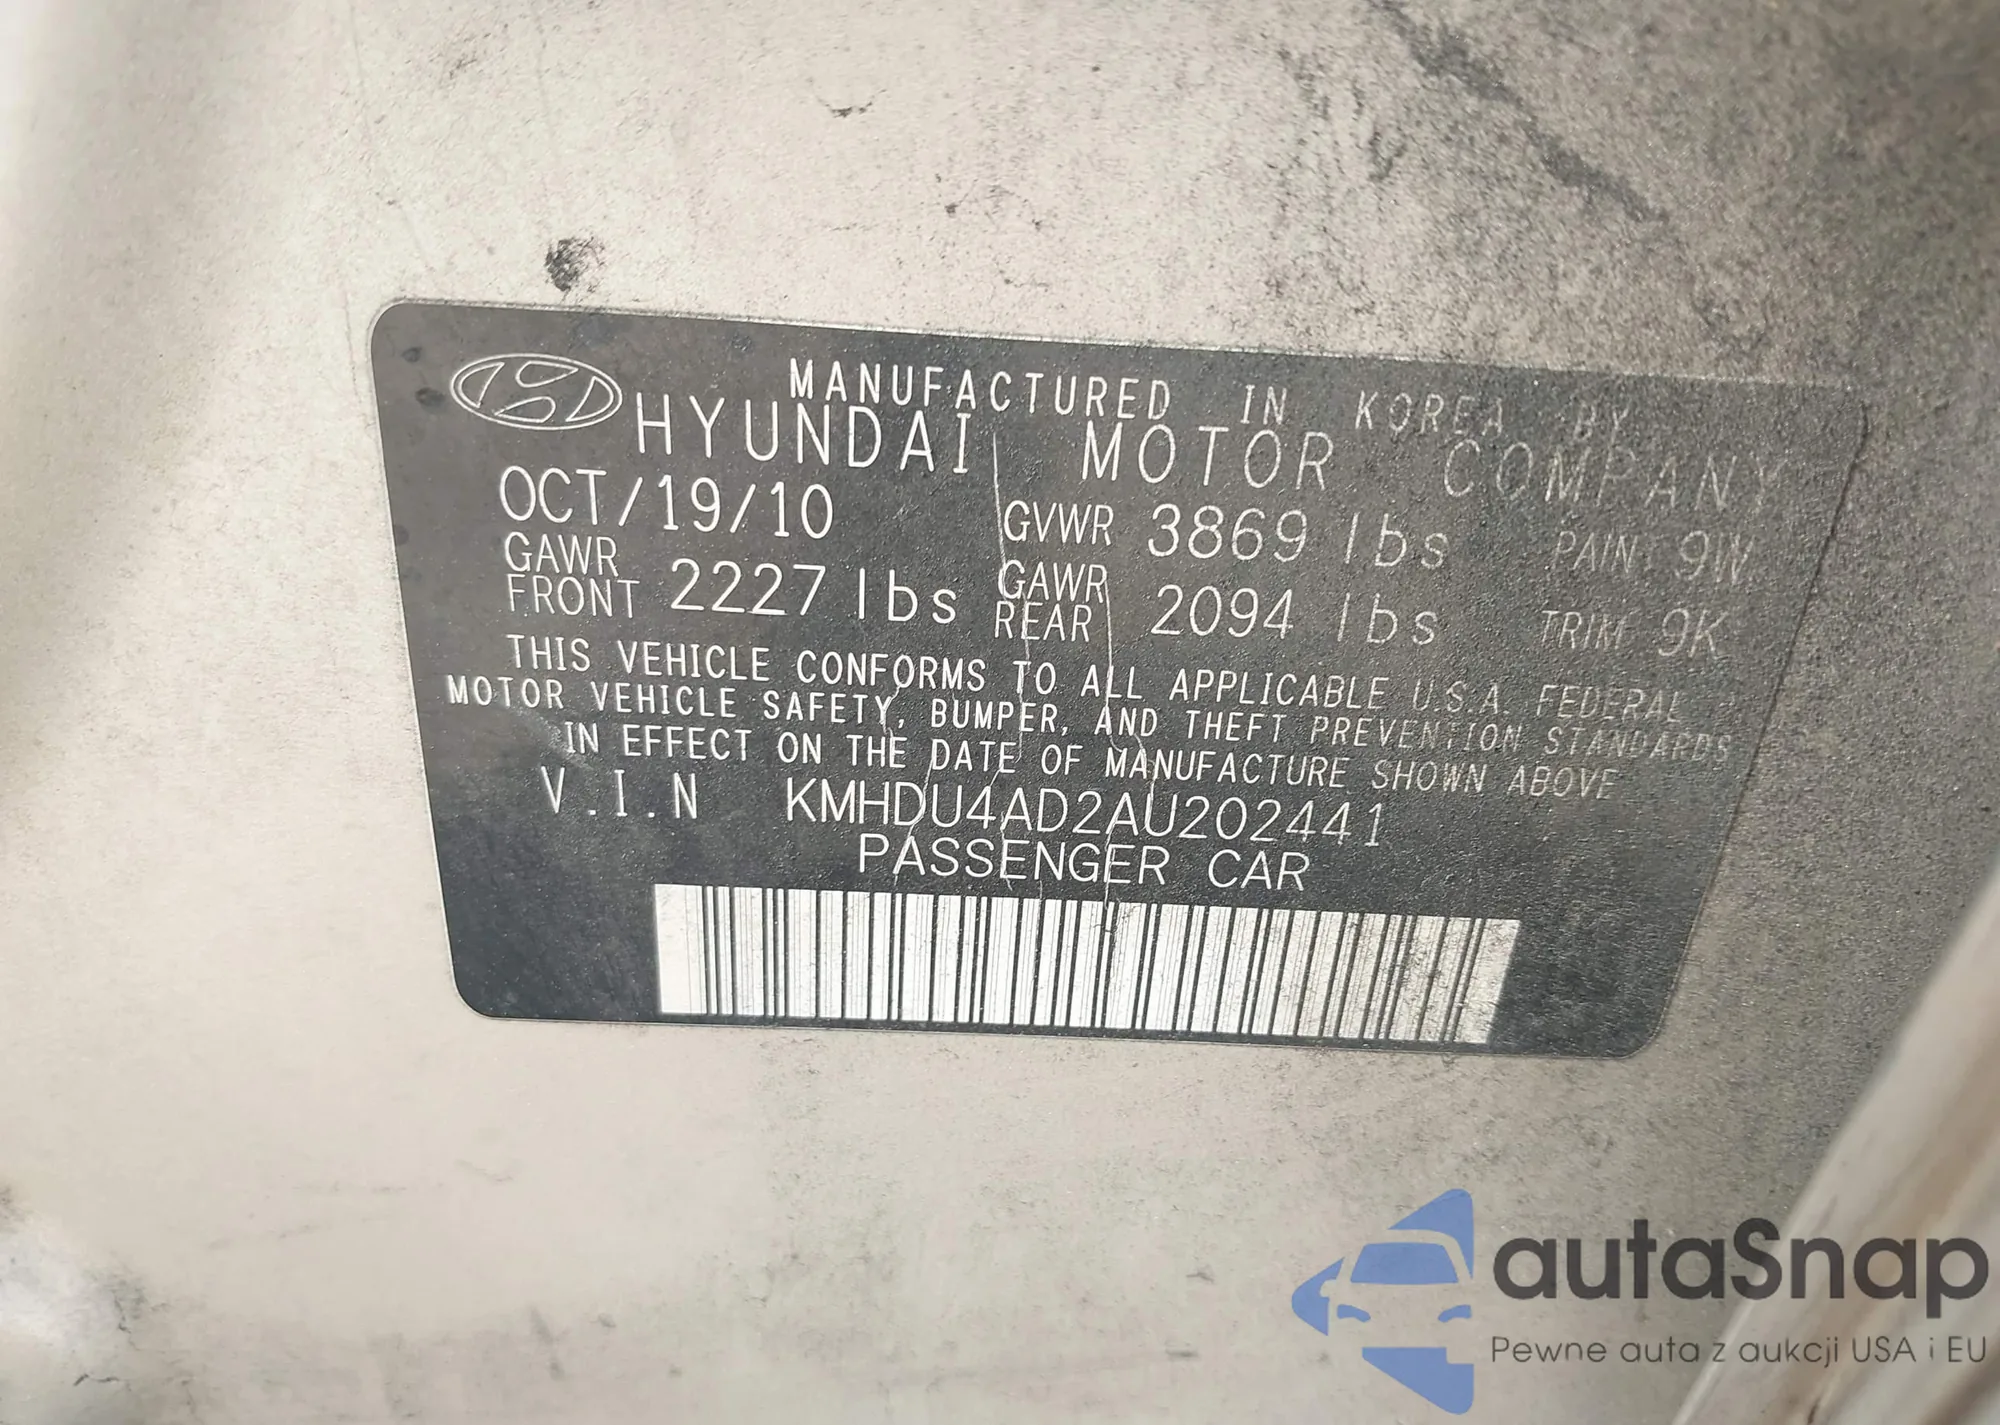 MANUFACTURED IN KOREA BY
HYUNDAI MOTOR COMPANY
OCT/19/10 GVWR 3869 lbs PAINT 9W
GAWR FRONT 2227 lbs GAWR REAR 2094 lbs TRIM 9K
THIS VEHICLE CONFORMS TO ALL APPLICABLE U.S.A. FEDERAL
MOTOR VEHICLE SAFETY, BUMPER, AND THEFT PREVENTION STANDARDS
IN EFFECT ON THE DATE OF MANUFACTURE SHOWN ABOVE
V.I.N KMHDU4AD2AU202441
PASSENGER CAR
autaSnap
Pewne auta z aukcji USA i EU